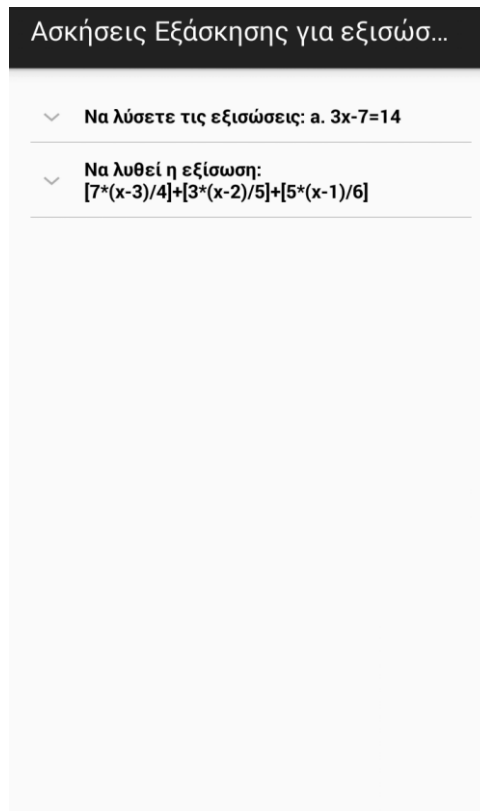 Ασκήσεις Εξάσκησης για εξισώσ...
Να λύσετε τις εξισώσεις: a. 3x-7=14
Να λυθεί η εξίσωση:
[7*(x-3)/4]+[3*(x-2)/5]+[5*(x-1)/6]